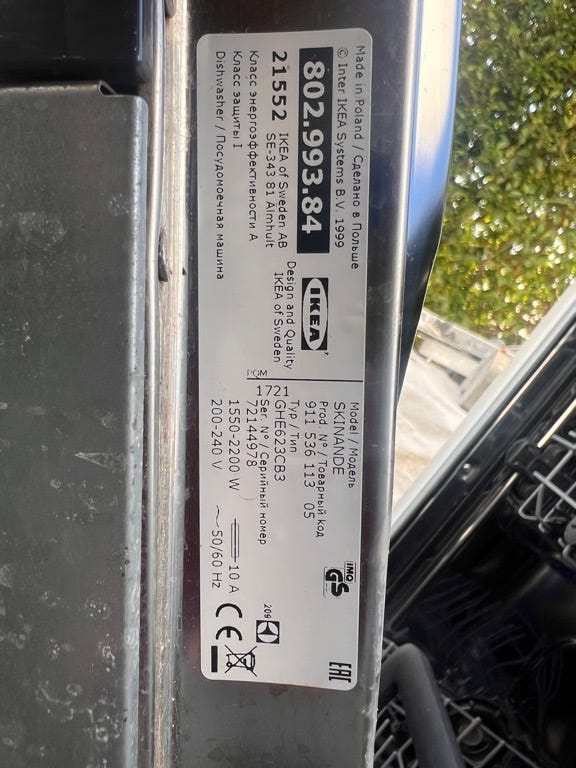 Made in Poland / Сделано в Польше
© Inter IKEA Systems B.V. 1999
802.993.84
21552
IKEA of Sweden AB
SE-343 81 Älmhult
Класс энергоэффективности A
Класс защиты I
Dishwasher / Посудомоечная машина
IKEA
Design and Quality
IKEA of Sweden
PQM
1721
Model / Модель
SKINANDE
Prod. N° / Товарный код
911 536 113 05
Typ / Тип
GHE623CB3
Ser. N° / Серийный номер
72144978
1550-2200 W
10 A
200-240 V
~ 50/60 Hz
IMQ
GS
209
CE
EAC